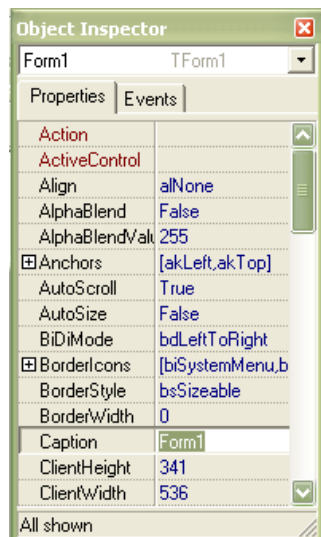 Object Inspector
Form1 TForm1
Properties Events
Action
ActiveControl
Align alNone
AlphaBlend False
AlphaBlendValu 255
Anchors [akLeft,akTop]
AutoScroll True
AutoSize False
BiDiMode bdLeftToRight
BorderIcons [biSystemMenu,b
BorderStyle bsSizeable
BorderWidth 0
Caption Form1
ClientHeight 341
ClientWidth 536
All shown